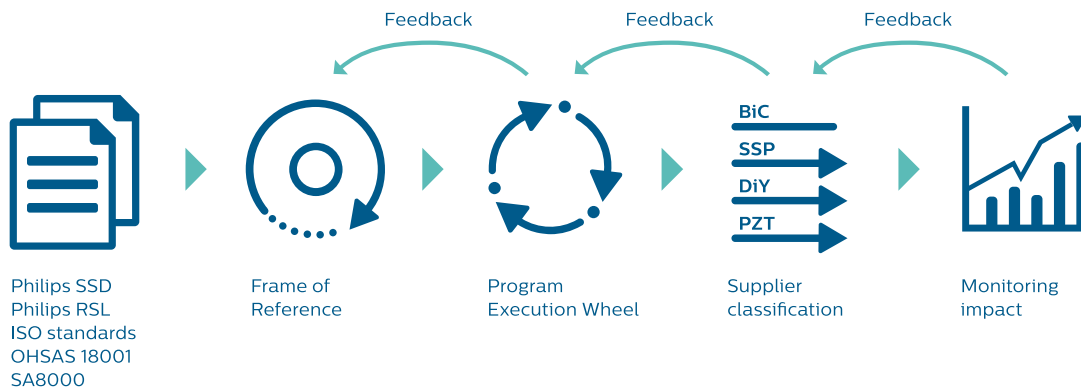 Feedback
Feedback
Feedback
BiC
SSP
DiY
PZT
Philips SSD
Philips RSL
ISO standards
OHSAS 18001
SA8000
Frame of
Reference
Program
Execution Wheel
Supplier
classification
Monitoring
impact